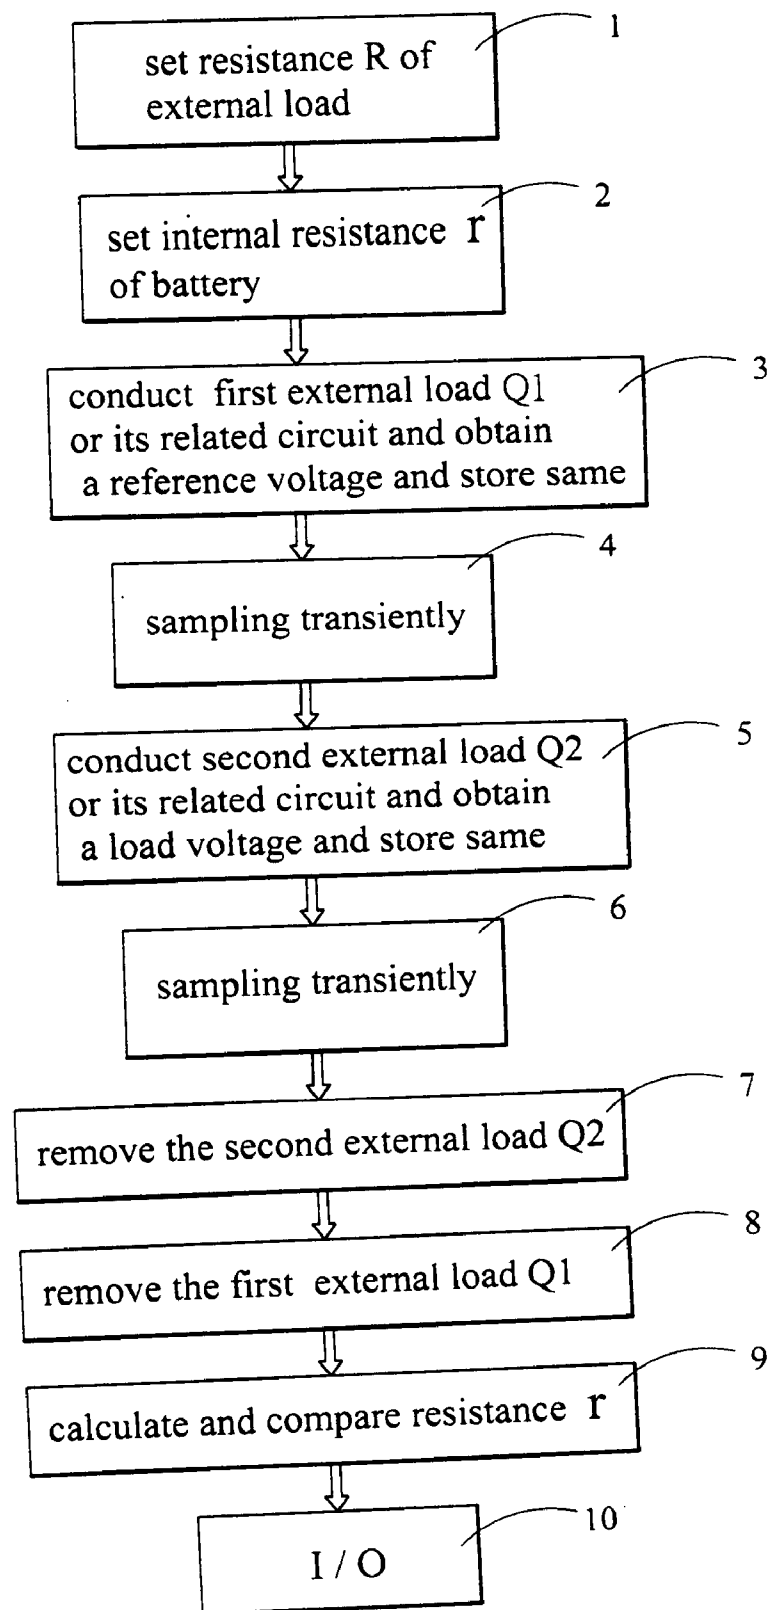 1
set resistance R of
external load
2
set internal resistance r
of battery
3
conduct first external load Q1
or its related circuit and obtain
a reference voltage and store same
4
sampling transiently
5
conduct second external load Q2
or its related circuit and obtain
a load voltage and store same
6
sampling transiently
7
remove the second external load Q2
8
remove the first external load Q1
9
calculate and compare resistance r
10
I / O